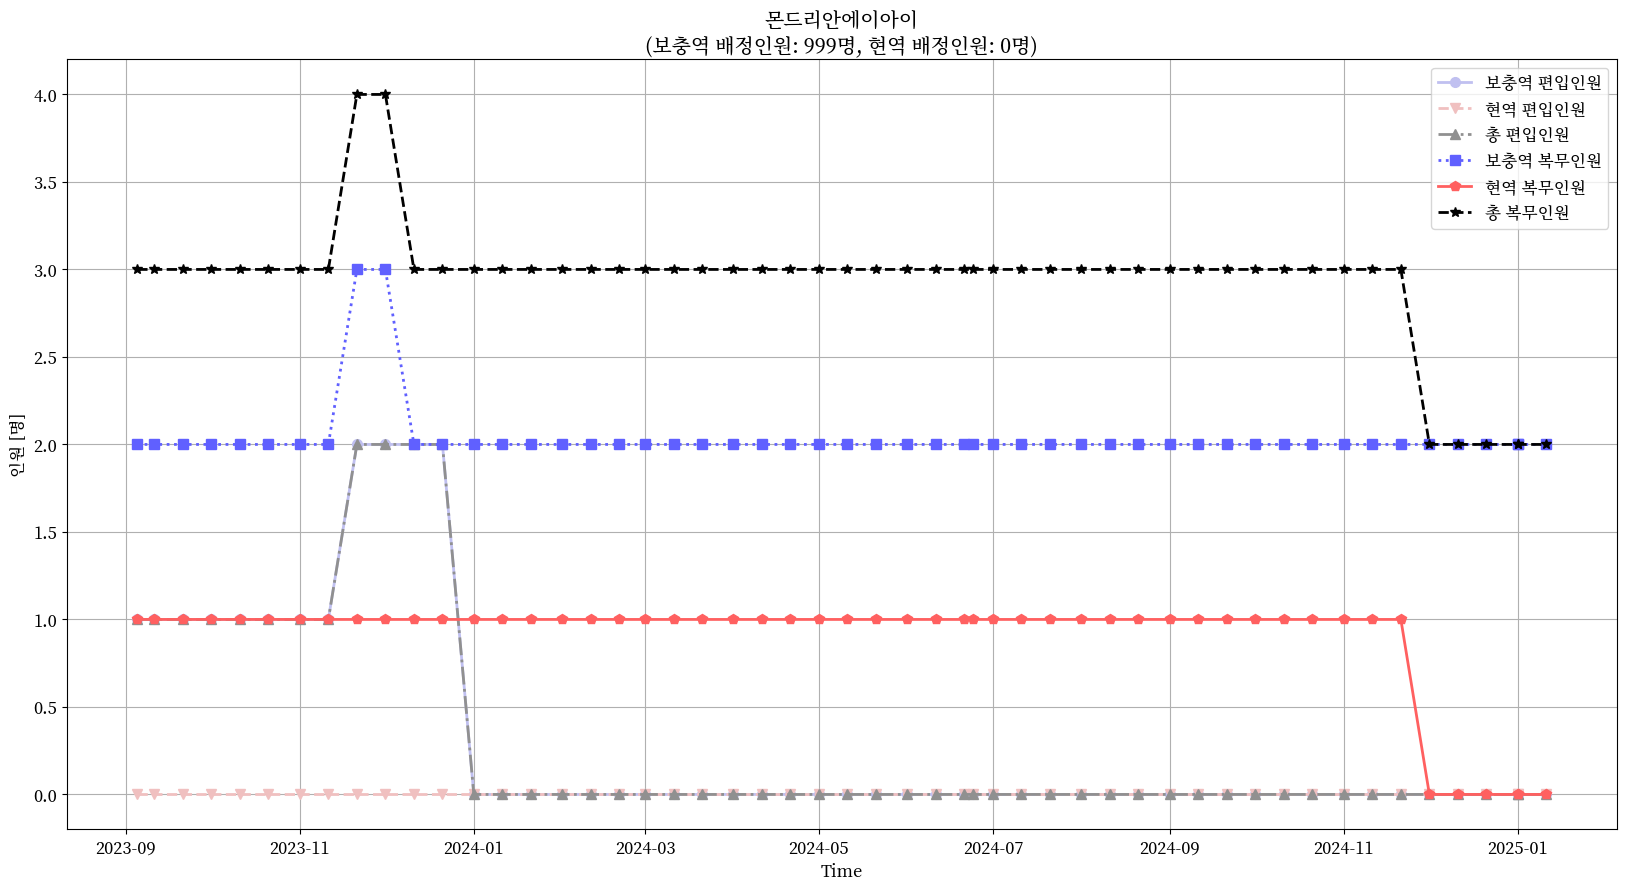 몬드리안에이아이
(보충역 배정인원: 999명, 현역 배정인원: 0명)
보충역 편입인원
현역 편입인원
총 편입인원
보충역 복무인원
현역 복무인원
총 복무인원
인원 [명]
4.0
3.5
3.0
2.5
2.0
1.5
1.0
0.5
0.0
2023-09 2023-11 2024-01 2024-03 2024-05 2024-07 2024-09 2024-11 2025-01
Time